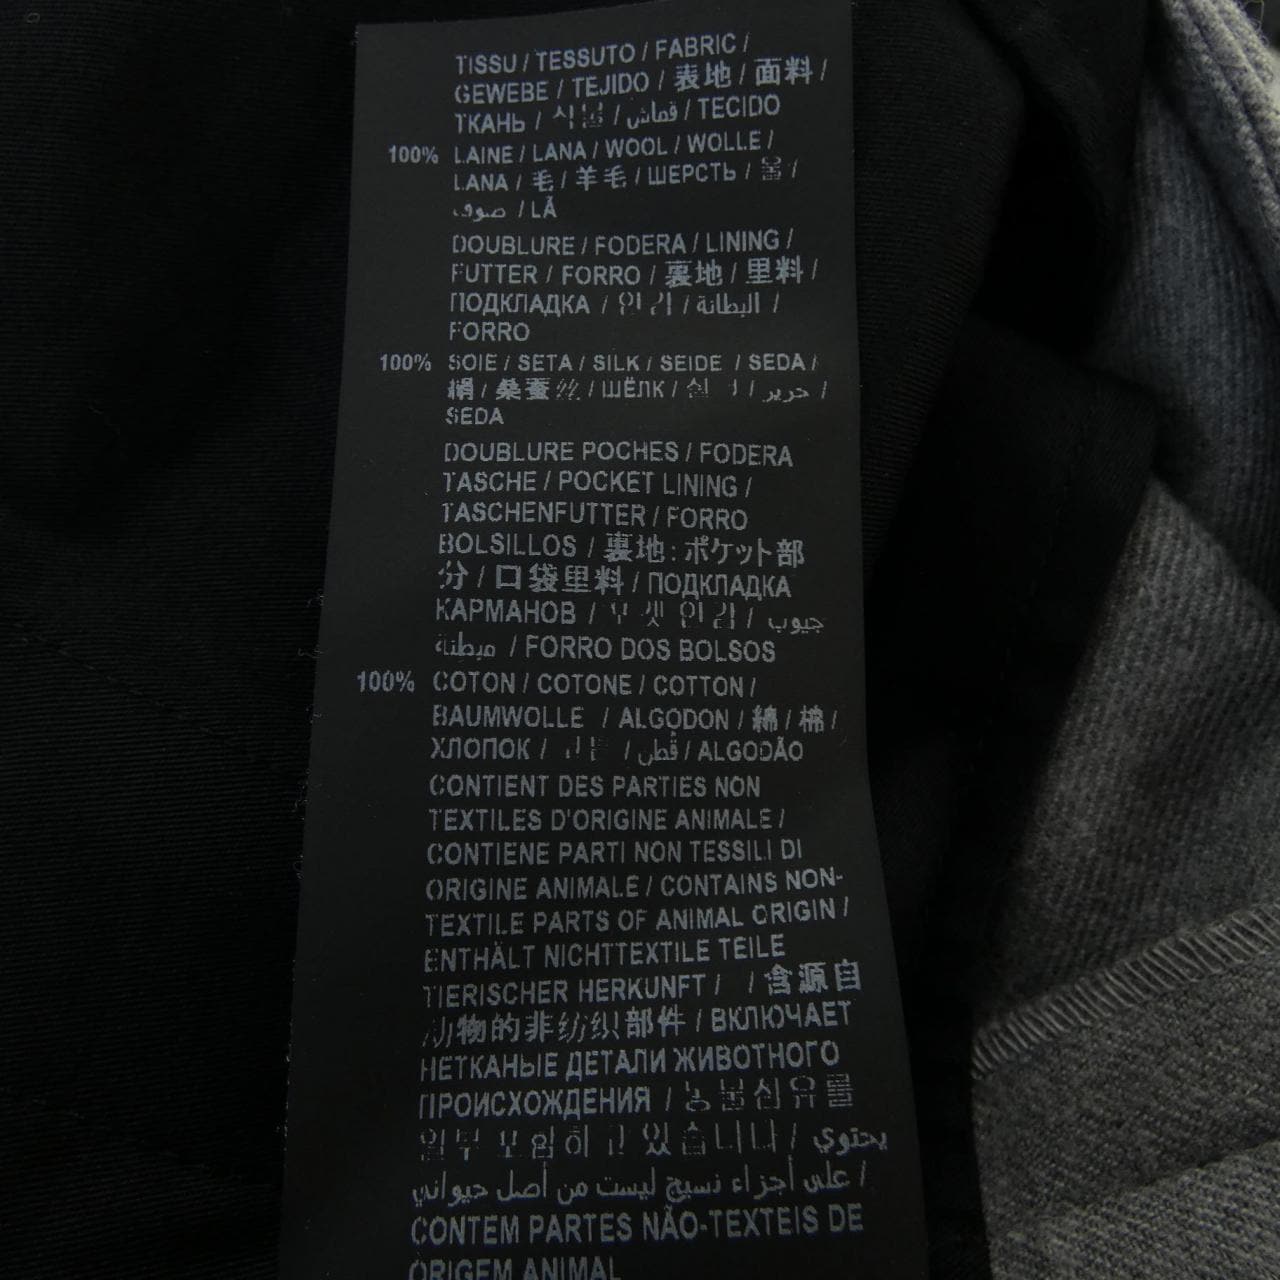 TISSU / TESSUTO / FABRIC /
GEWEBE / TEJIDO / 表地 / 面料 /
ТКАНЬ / 직물 / قماش / TECIDO
100% LAINE / LANA / WOOL / WOLLE /
LANA / 毛 / 羊毛 / ШЕРСТЬ / 울 /
صوف / LÃ
DOUBLURE / FODERA / LINING /
FUTTER / FORRO / 裏地 / 里料 /
ПОДКЛАДКА / 안감 / البطانة /
FORRO
100% SOIE / SETA / SILK / SEIDE / SEDA /
絹 / 桑蚕丝 / ШЁЛК / 실크 / حرير /
SEDA
DOUBLURE POCHES / FODERA
TASCHE / POCKET LINING /
TASCHENFUTTER / FORRO
BOLSILLOS / 裏地:ポケット部
分 / 口袋里料 / ПОДКЛАДКА
КАРМАНОВ / 포켓 안감 / جيوب
مبطنة / FORRO DOS BOLSOS
100% COTON / COTONE / COTTON /
BAUMWOLLE / ALGODON / 綿 / 棉 /
ХЛОПОК / 면 / قطن / ALGODÃO
CONTIENT DES PARTIES NON
TEXTILES D'ORIGINE ANIMALE /
CONTIENE PARTI NON TESSILI DI
ORIGINE ANIMALE / CONTAINS NON-
TEXTILE PARTS OF ANIMAL ORIGIN /
ENTHÄLT NICHTTEXTILE TEILE
TIERISCHER HERKUNFT / / 含源自
动物的非纺织部件 / ВКЛЮЧАЕТ
НЕТКАНЫЕ ДЕТАЛИ ЖИВОТНОГО
ПРОИСХОЖДЕНИЯ / 동물성유를
일부 포함하고 있습니다 / يحتوي
على أجزاء نسيج ليست من أصل حيواني /
CONTEM PARTES NÃO-TEXTEIS DE
ORIGEM ANIMAL